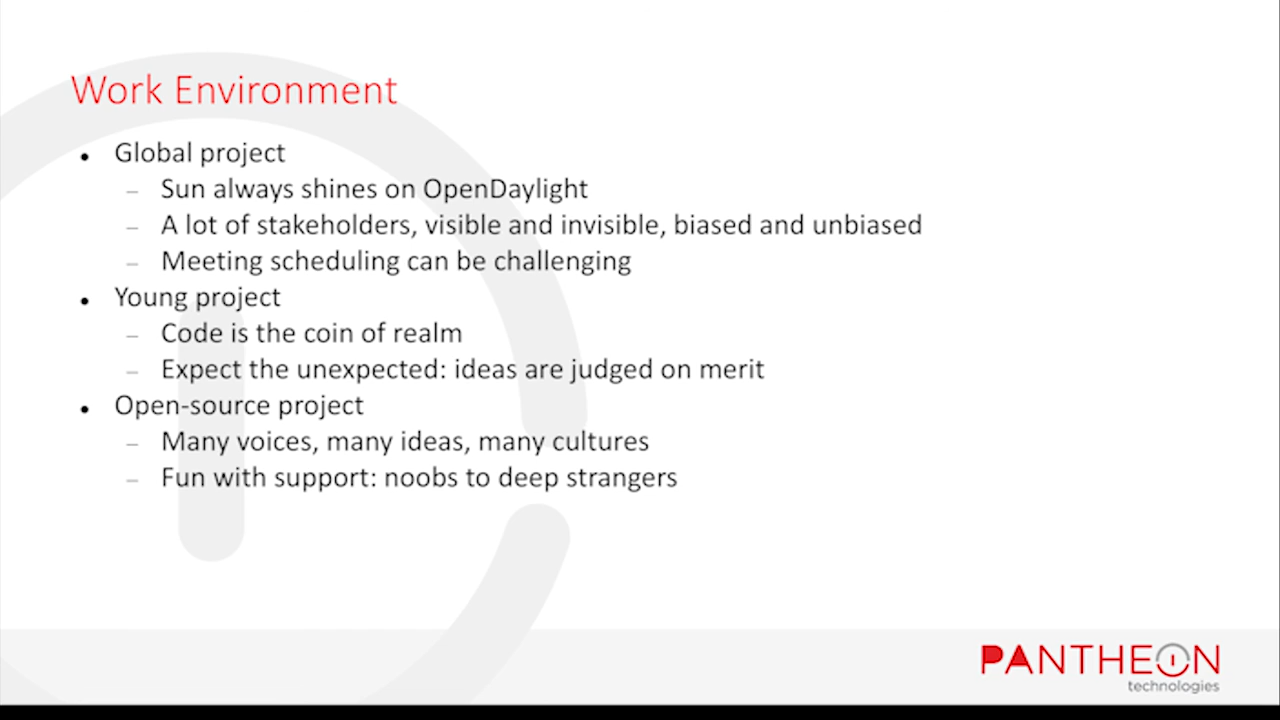 Work Environment
● Global project
– Sun always shines on OpenDaylight
– A lot of stakeholders, visible and invisible, biased and unbiased
– Meeting scheduling can be challenging
● Young project
– Code is the coin of realm
– Expect the unexpected: ideas are judged on merit
● Open-source project
– Many voices, many ideas, many cultures
– Fun with support: noobs to deep strangers
PANTHEON
technologies